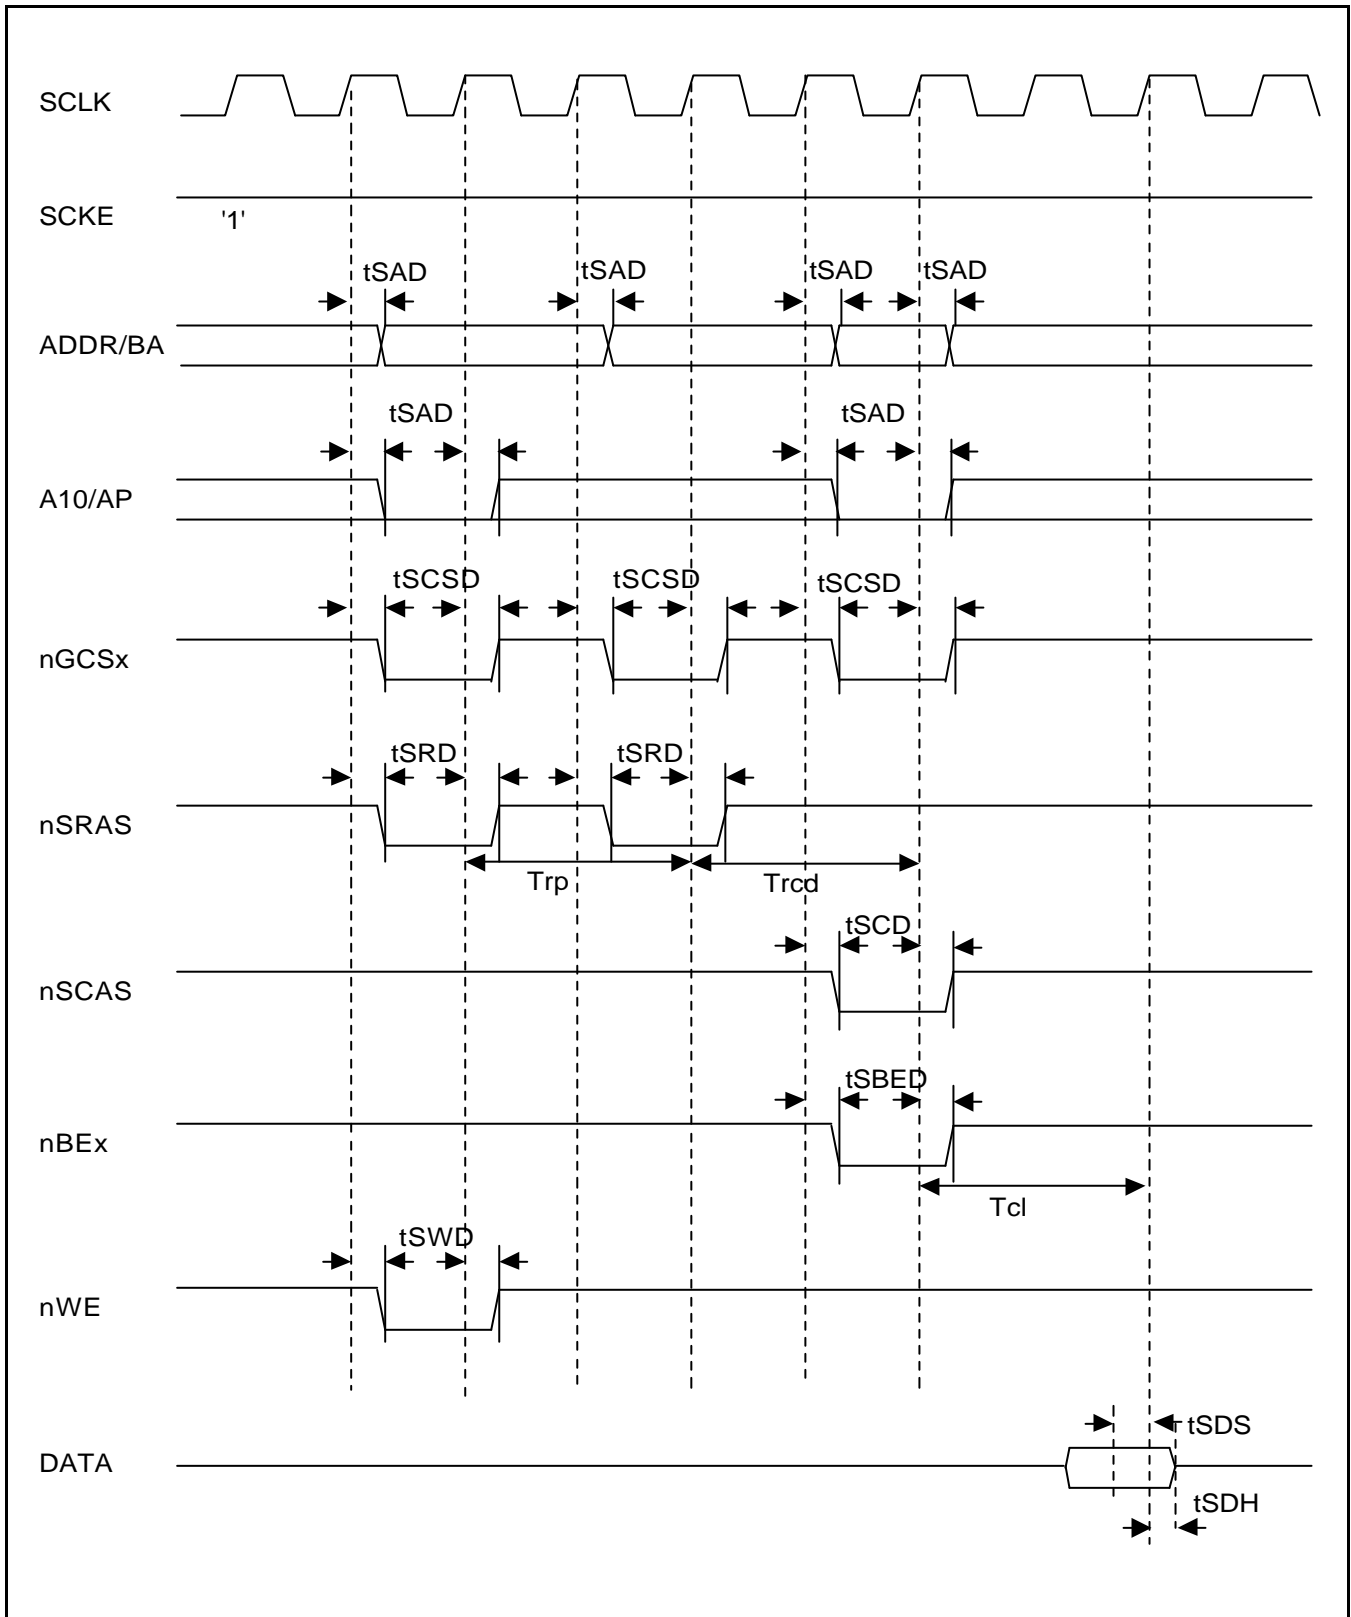 SCLK
SCKE '1'
tSAD tSAD tSAD tSAD
ADDR/BA
tSAD tSAD
A10/AP
tSCSD tSCSD tSCSD
nGCSx
tSRD tSRD
nSRAS
Trp Trcd
tSCD
nSCAS
tSBED
nBEx
Tcl
tSWD
nWE
tSDS
DATA
tSDH